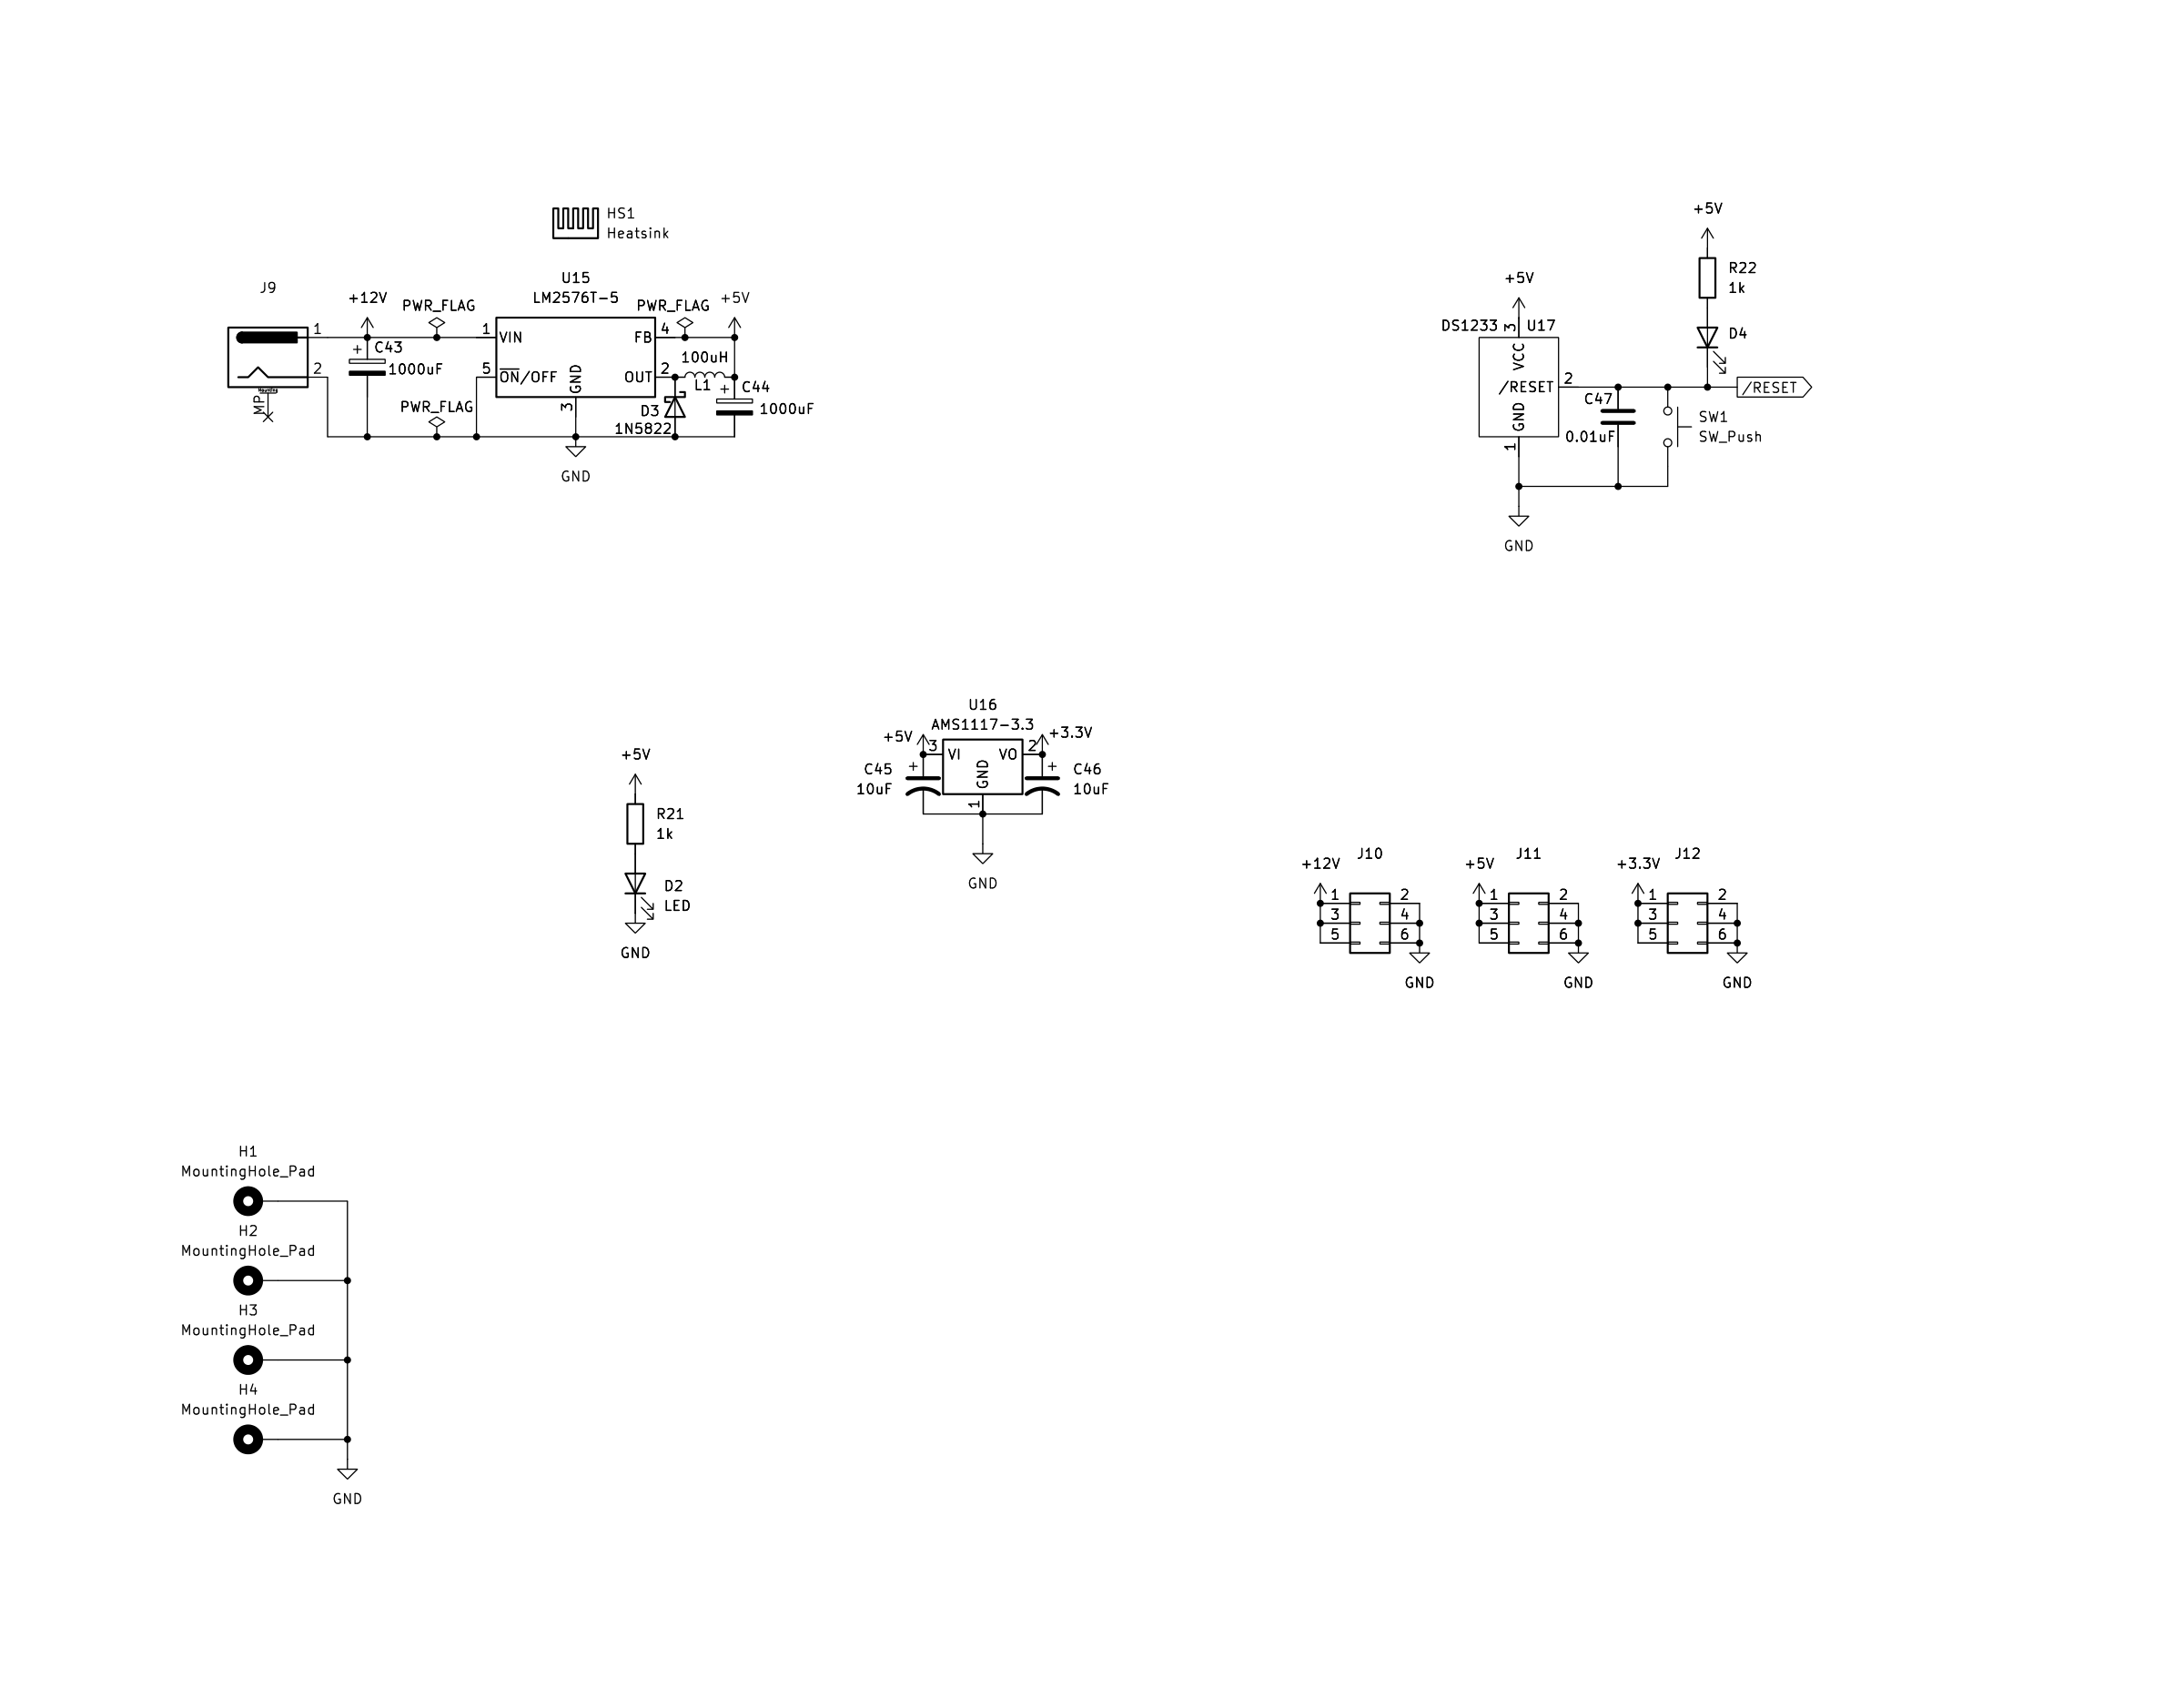 HS1
Heatsink
J9
1
2
MP
+12V
C43
1000uF
PWR_FLAG
PWR_FLAG
U15
LM2576T-5
1
VIN
5
ON/OFF
GND
3
FB
4
OUT
2
PWR_FLAG
+5V
100uH
L1
C44
1000uF
D3
1N5822
GND
+5V
R22
1k
D4
+5V
DS1233
3
U17
VCC
/RESET
2
GND
1
C47
0.01uF
SW1
SW_Push
/RESET
GND
U16
AMS1117-3.3
+5V
3
VI
VO
2
+3.3V
GND
1
C45
10uF
C46
10uF
GND
+5V
R21
1k
D2
LED
GND
J10
+12V
1
2
3
4
5
6
GND
J11
+5V
1
2
3
4
5
6
GND
J12
+3.3V
1
2
3
4
5
6
GND
H1
MountingHole_Pad
H2
MountingHole_Pad
H3
MountingHole_Pad
H4
MountingHole_Pad
GND